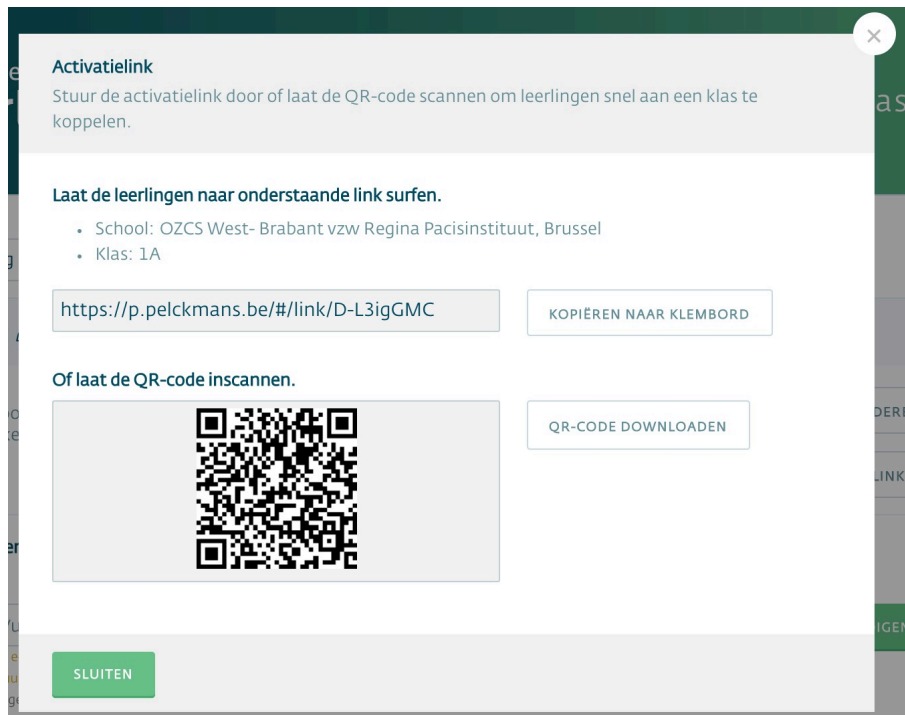 Activatielink
Stuur de activatielink door of laat de QR-code scannen om leerlingen snel aan een klas te
koppelen.
Laat de leerlingen naar onderstaande link surfen.
• School: OZCS West- Brabant vzw Regina Pacisinstituut, Brussel
• Klas: 1A
https://p.pelckmans.be/#/link/D-L3igGMC
KOPIËREN NAAR KLEMBORD
Of laat de QR-code inscannen.
QR-CODE DOWNLOADEN
LINK
SLUITEN